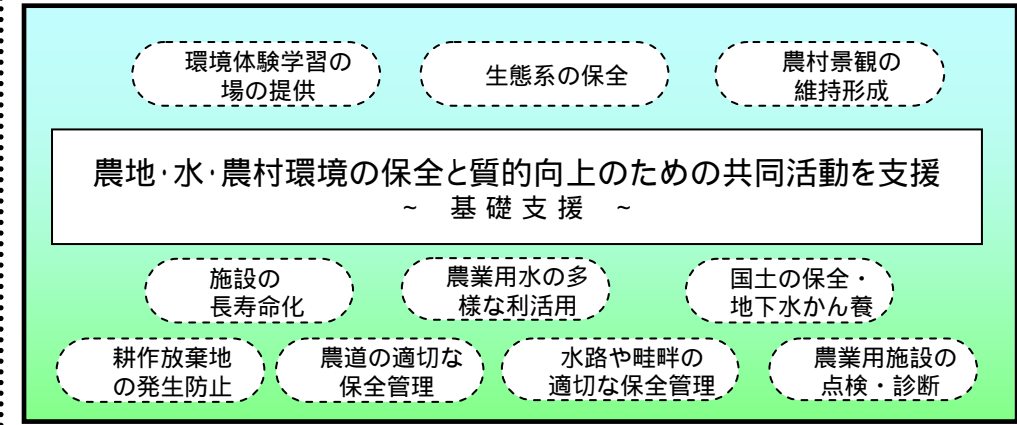 環境体験学習の
場の提供
生態系の保全
農村景観の
維持形成
農地・水・農村環境の保全と質的向上のための共同活動を支援
~ 基礎支援 ~
施設の
長寿命化
農業用水の多
様な利活用
国土の保全・
地下水かん養
耕作放棄地
の発生防止
農道の適切な
保全管理
水路や畦畔の
適切な保全管理
農業用施設の
点検・診断